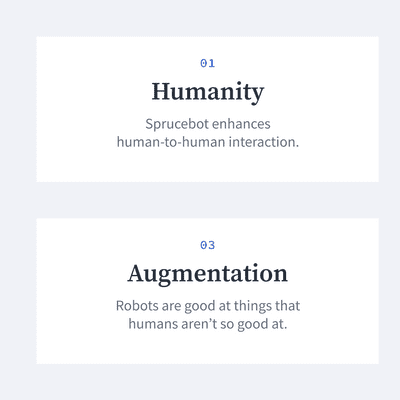 01
Humanity
Sprucebot enhances
human-to-human interaction.
03
Augmentation
Robots are good at things that
humans aren’t so good at.